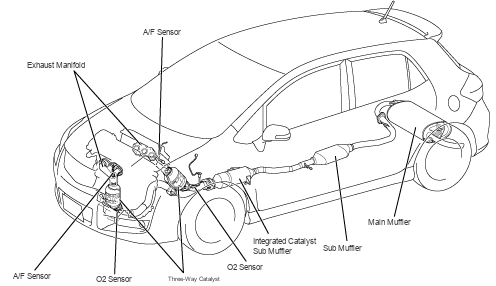 A/F Sensor
Exhaust Manifold
Integrated Catalyst
Sub Muffler
Sub Muffler
Main Muffler
O2 Sensor
A/F Sensor
O2 Sensor
Three-Way Catalyst